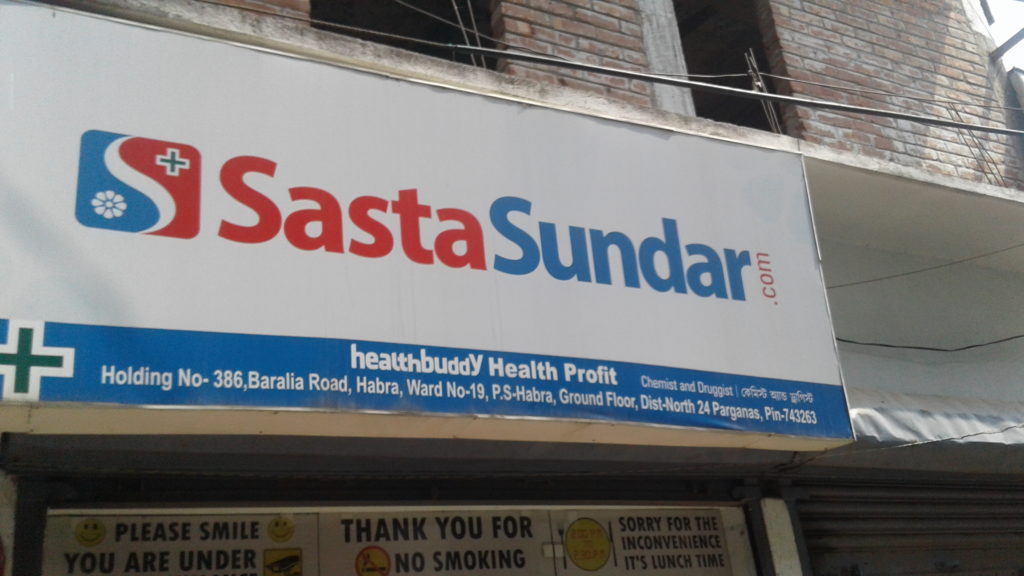 SastaSundar.com
healthbuddy Health Profit
Chemist and Druggist | কেমিস্ট অ্যান্ড ড্রাগিস্ট
Holding No- 386,Baralia Road, Habra, Ward No-19, P.S-Habra, Ground Floor, Dist-North 24 Parganas, Pin-743263
PLEASE SMILE
YOU ARE UNDER
THANK YOU FOR
NO SMOKING
SORRY FOR THE
INCONVENIENCE
IT'S LUNCH TIME